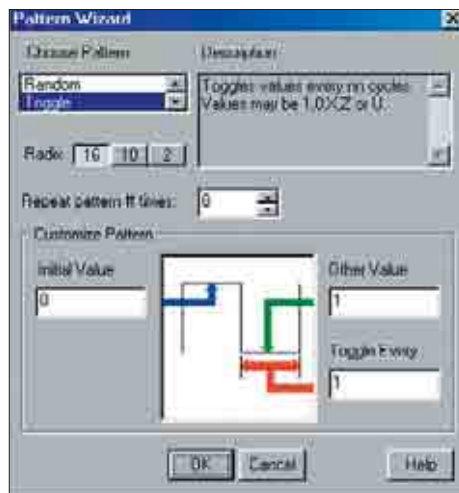 Pattern Wizard
Choose Pattern
Description
Random
Toggle
Toggles values every nn cycles.
Values may be 1,0,X,Z or U.
Radix: 16 10 2
Repeat pattern # times: 0
Customize Pattern
Initial Value
Other Value
0
1
Toggle Every
1
OK Cancel Help